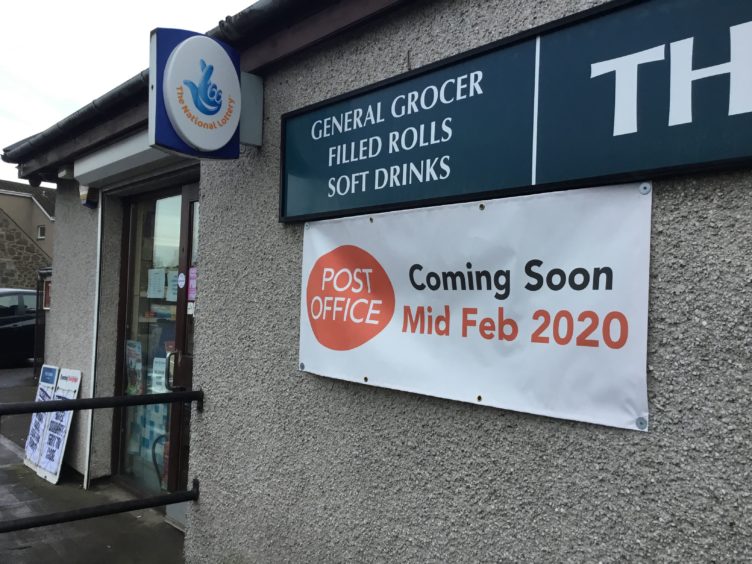 The National Lottery
GENERAL GROCER
FILLED ROLLS
SOFT DRINKS
TH
POST
OFFICE
Coming Soon
Mid Feb 2020